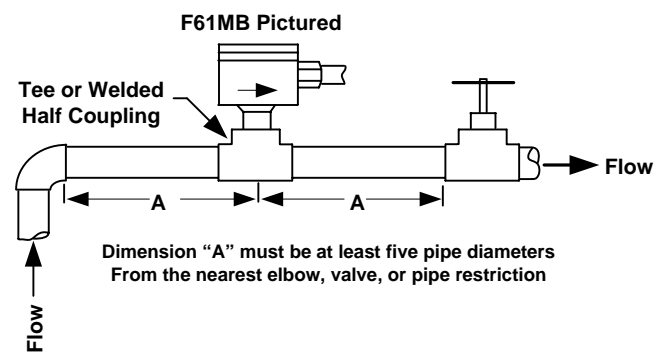 F61MB Pictured
Tee or Welded
Half Coupling
Flow
A
A
Dimension “A” must be at least five pipe diameters
From the nearest elbow, valve, or pipe restriction
Flow